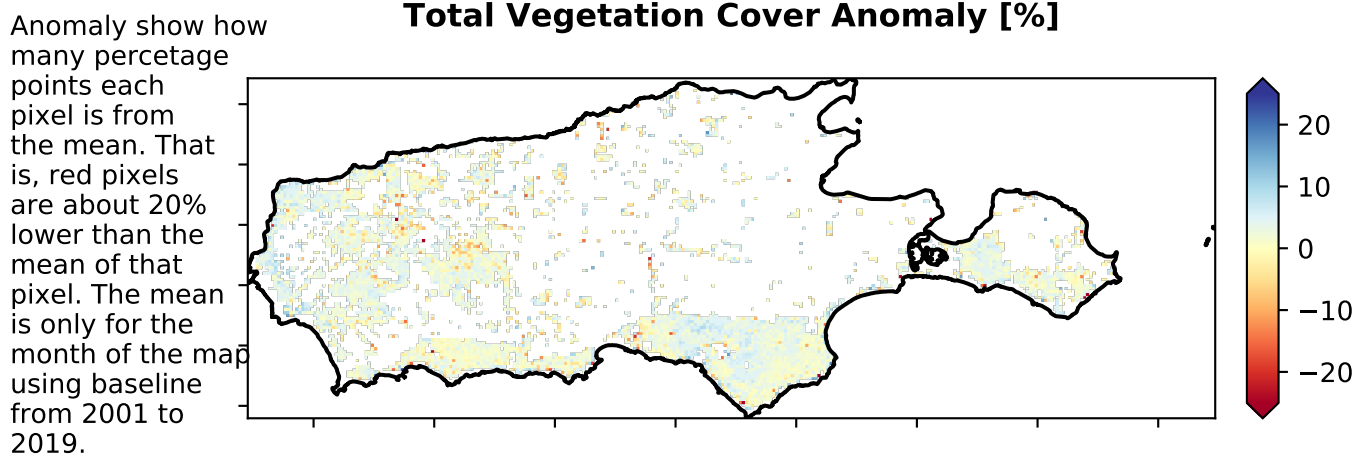 Total Vegetation Cover Anomaly [%]
Anomaly show how
many percetage
points each
pixel is from
the mean. That
is, red pixels
are about 20%
lower than the
mean of that
pixel. The mean
is only for the
month of the map
using baseline
from 2001 to
2019.
20
10
0
−10
−20